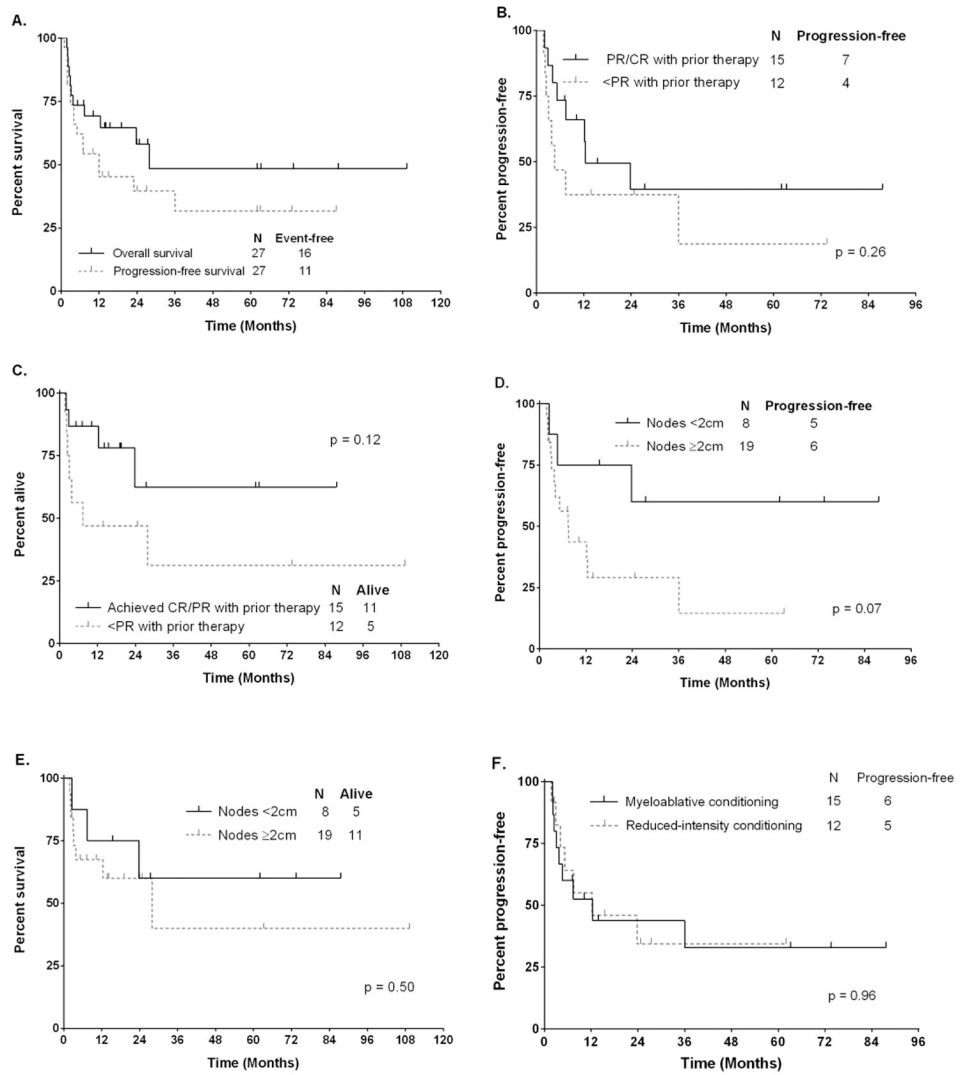 A.
Percent survival
100
75
50
25
0
N Event-free
Overall survival 27 16
Progression-free survival 27 11
0 12 24 36 48 60 72 84 96 108 120
Time (Months)
B.
Percent progression-free
100
75
50
25
0
N Progression-free
PR/CR with prior therapy 15 7
<PR with prior therapy 12 4
p = 0.26
0 12 24 36 48 60 72 84 96
Time (Months)
C.
Percent alive
100
75
50
25
0
p = 0.12
N Alive
Achieved CR/PR with prior therapy 15 11
<PR with prior therapy 12 5
0 12 24 36 48 60 72 84 96 108 120
Time (Months)
D.
Percent progression-free
100
75
50
25
0
N Progression-free
Nodes <2cm 8 5
Nodes ≥2cm 19 6
p = 0.07
0 12 24 36 48 60 72 84 96
Time (Months)
E.
Percent survival
100
75
50
25
0
N Alive
Nodes <2cm 8 5
Nodes ≥2cm 19 11
p = 0.50
0 12 24 36 48 60 72 84 96 108 120
Time (Months)
F.
Percent progression-free
100
75
50
25
0
N Progression-free
Myeloablative conditioning 15 6
Reduced-intensity conditioning 12 5
p = 0.96
0 12 24 36 48 60 72 84 96
Time (Months)